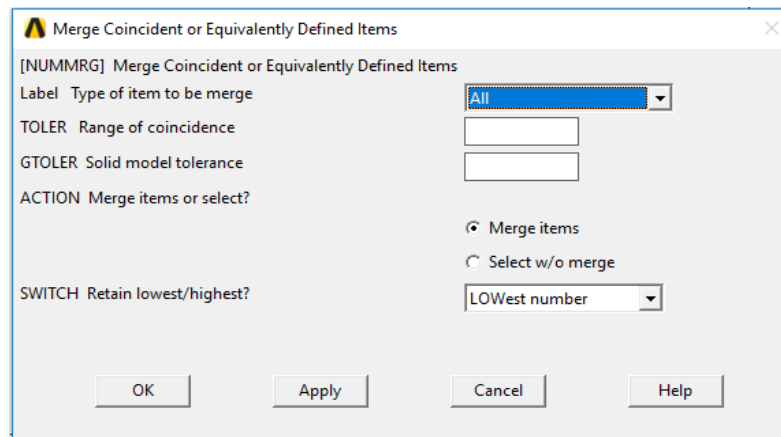 Merge Coincident or Equivalently Defined Items
[NUMMRG] Merge Coincident or Equivalently Defined Items
Label Type of item to be merge All
TOLER Range of coincidence
GTOLER Solid model tolerance
ACTION Merge items or select?
Merge items
Select w/o merge
SWITCH Retain lowest/highest? LOWest number
OK Apply Cancel Help